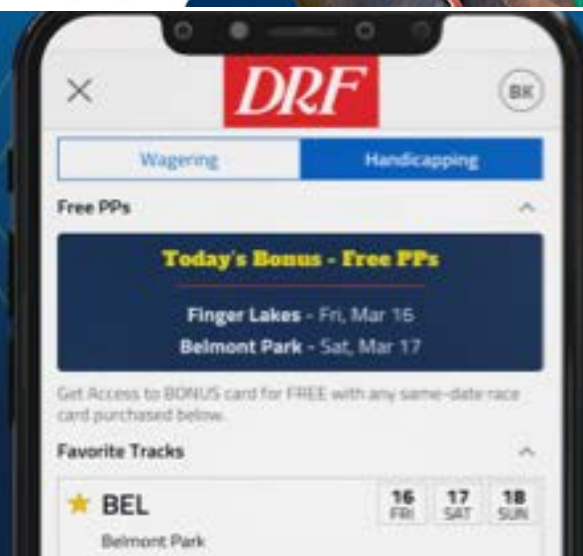 DRF
BK
Wagering
Handicapping
Free PPs
Today's Bonus - Free PPs
Finger Lakes - Fri, Mar 16
Belmont Park - Sat, Mar 17
Get Access to BONUS card for FREE with any same-date race
card purchased below.
Favorite Tracks
BEL
16 17 18
FRI SAT SUN
Belmont Park